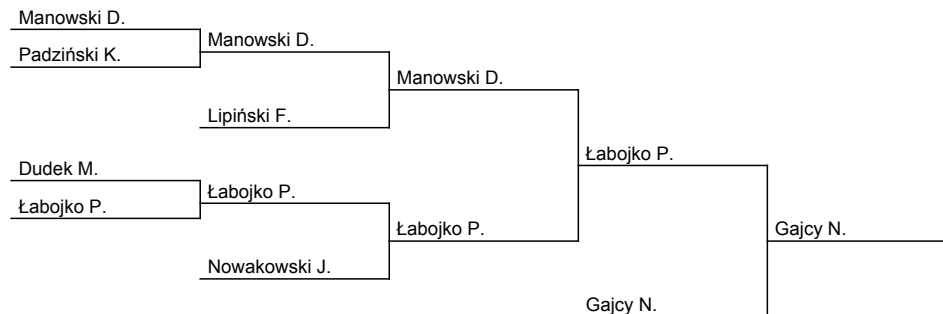 Manowski D.
Padziński K.
Manowski D.
Manowski D.
Lipiński F.
Dudek M.
Łabojko P.
Łabojko P.
Łabojko P.
Nowakowski J.
Łabojko P.
Gajcy N.
Gajcy N.